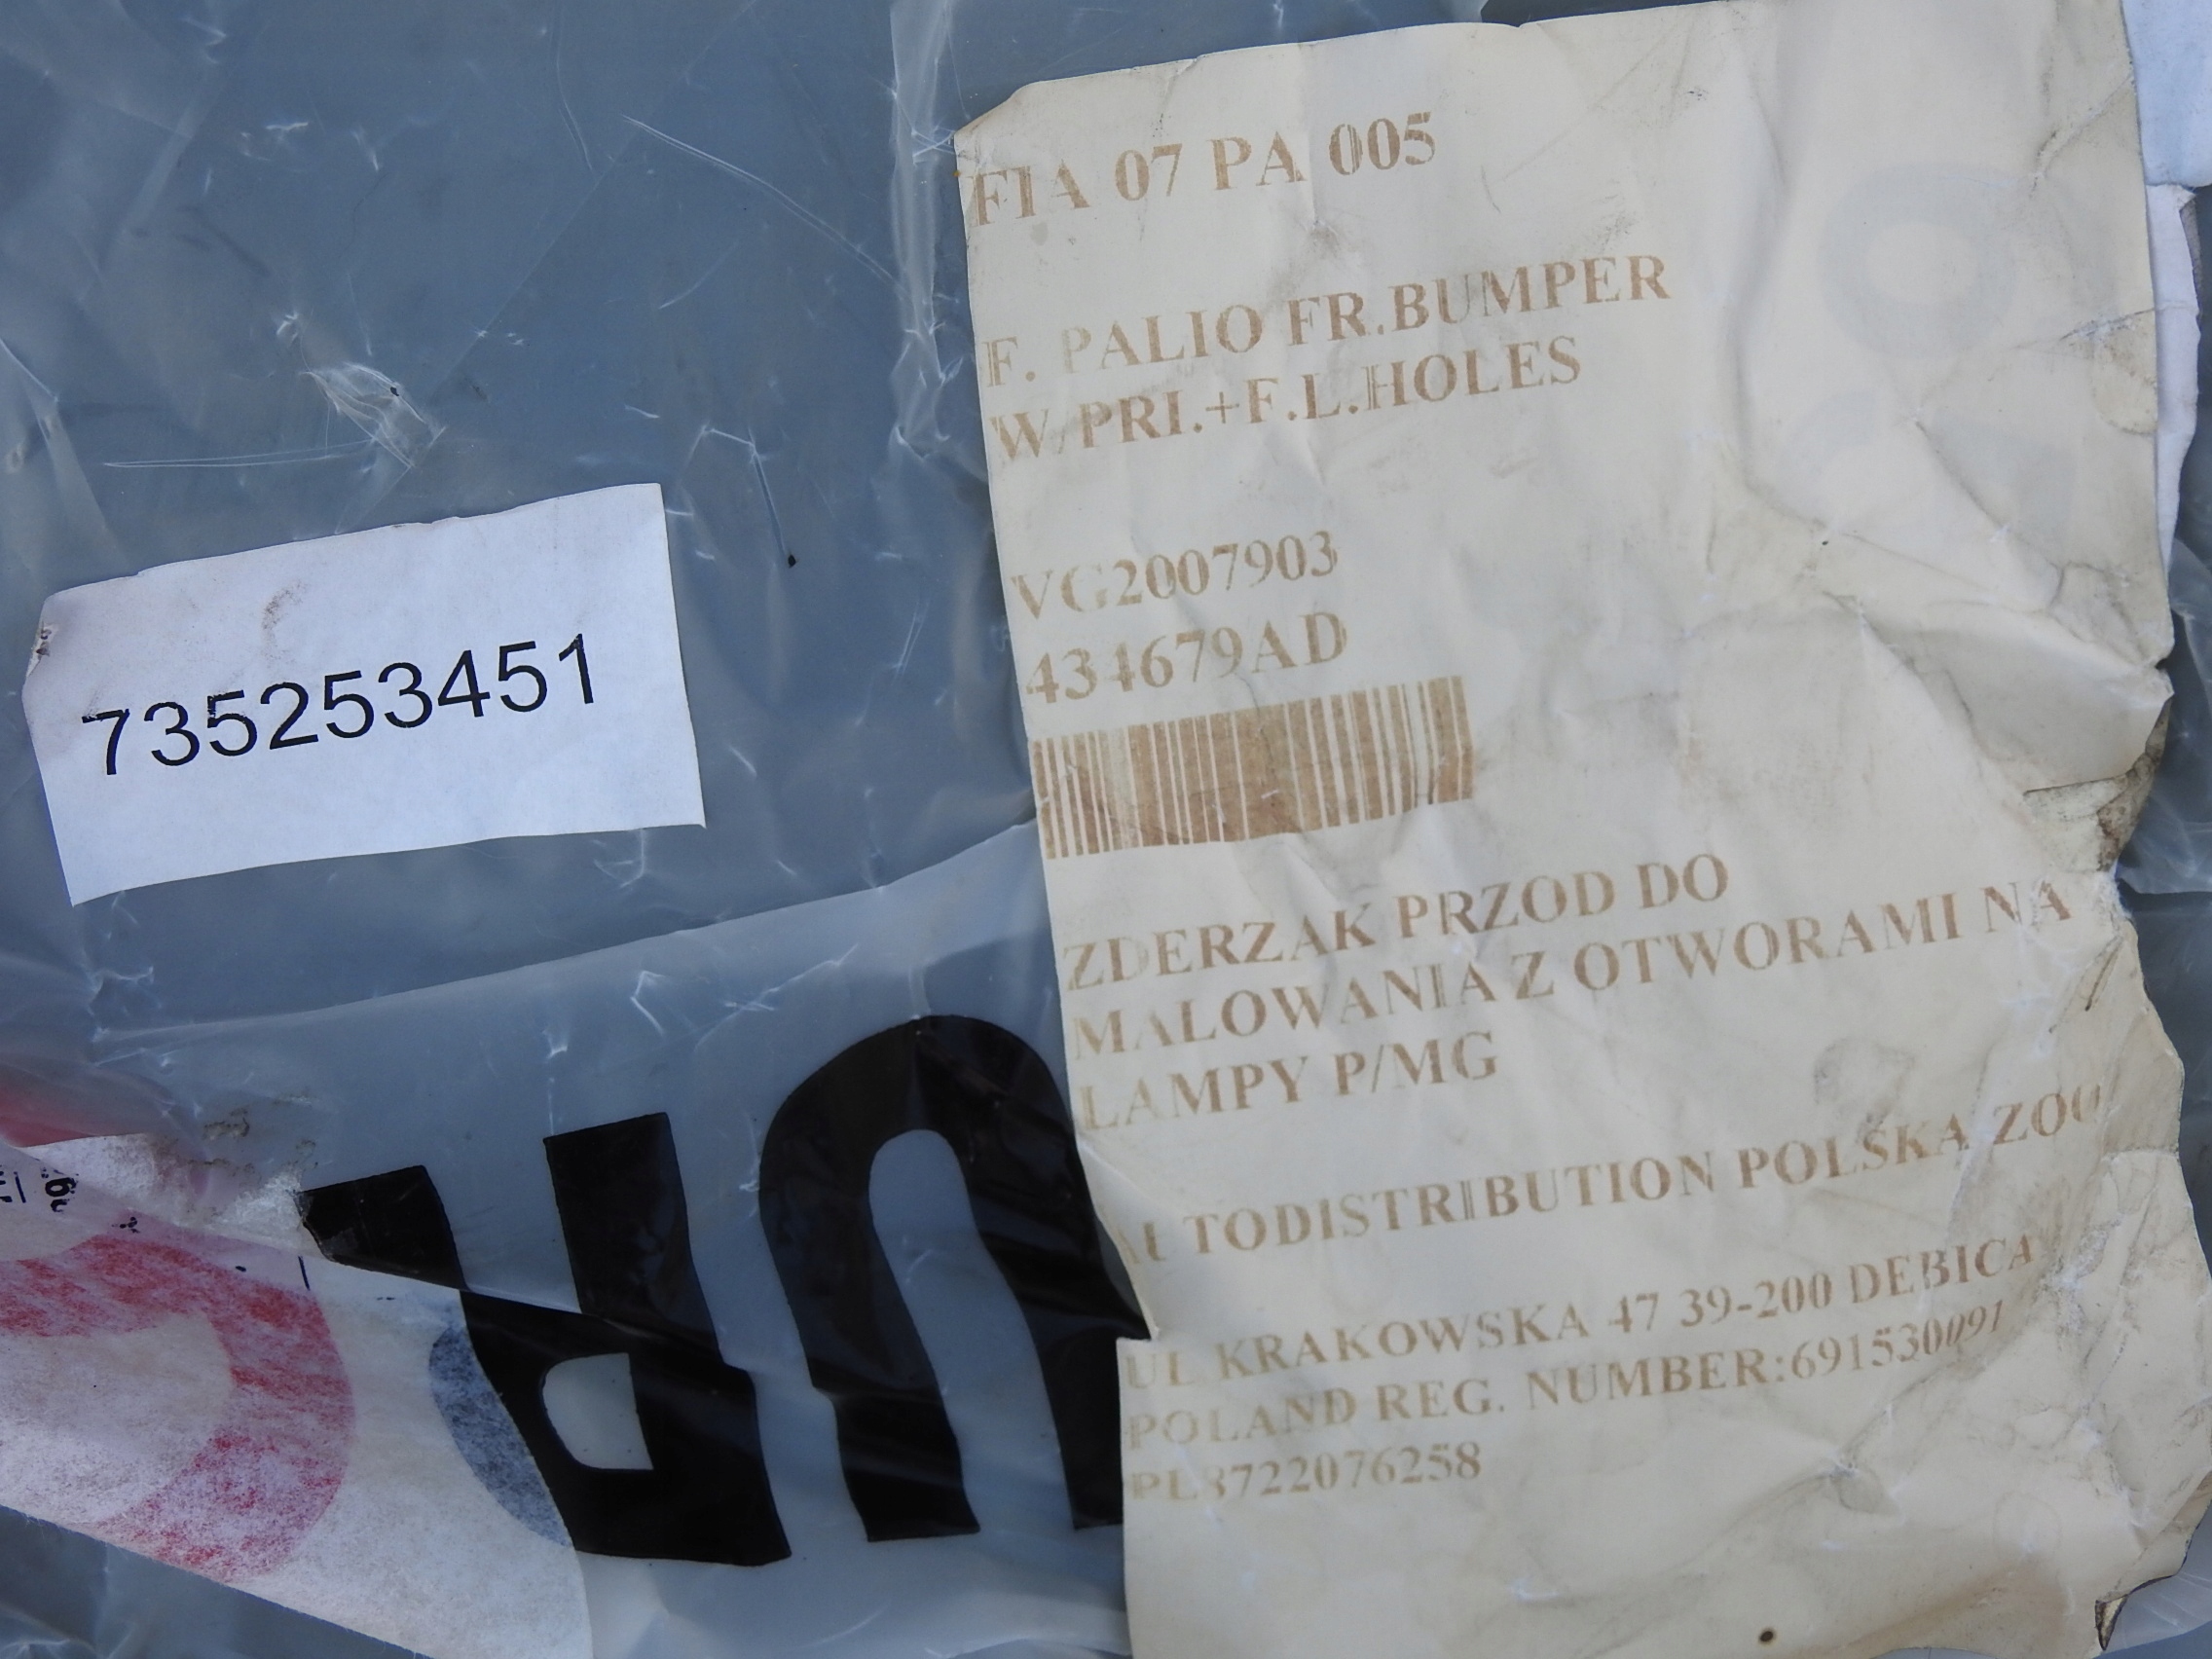 FIA 07 PA 005
F. PALIO FR.BUMPER
W/PRI.+F.L.HOLES
VG2007903
434679AD
735253451
ZDERZAK PRZOD DO
MALOWANIA Z OTWORAMI NA
LAMPY P/MG
AUTODISTRIBUTION POLSKA ZOO
UL KRAKOWSKA 47 39-200 DEBICA
POLAND REG. NUMBER:691530091
PL8722076258